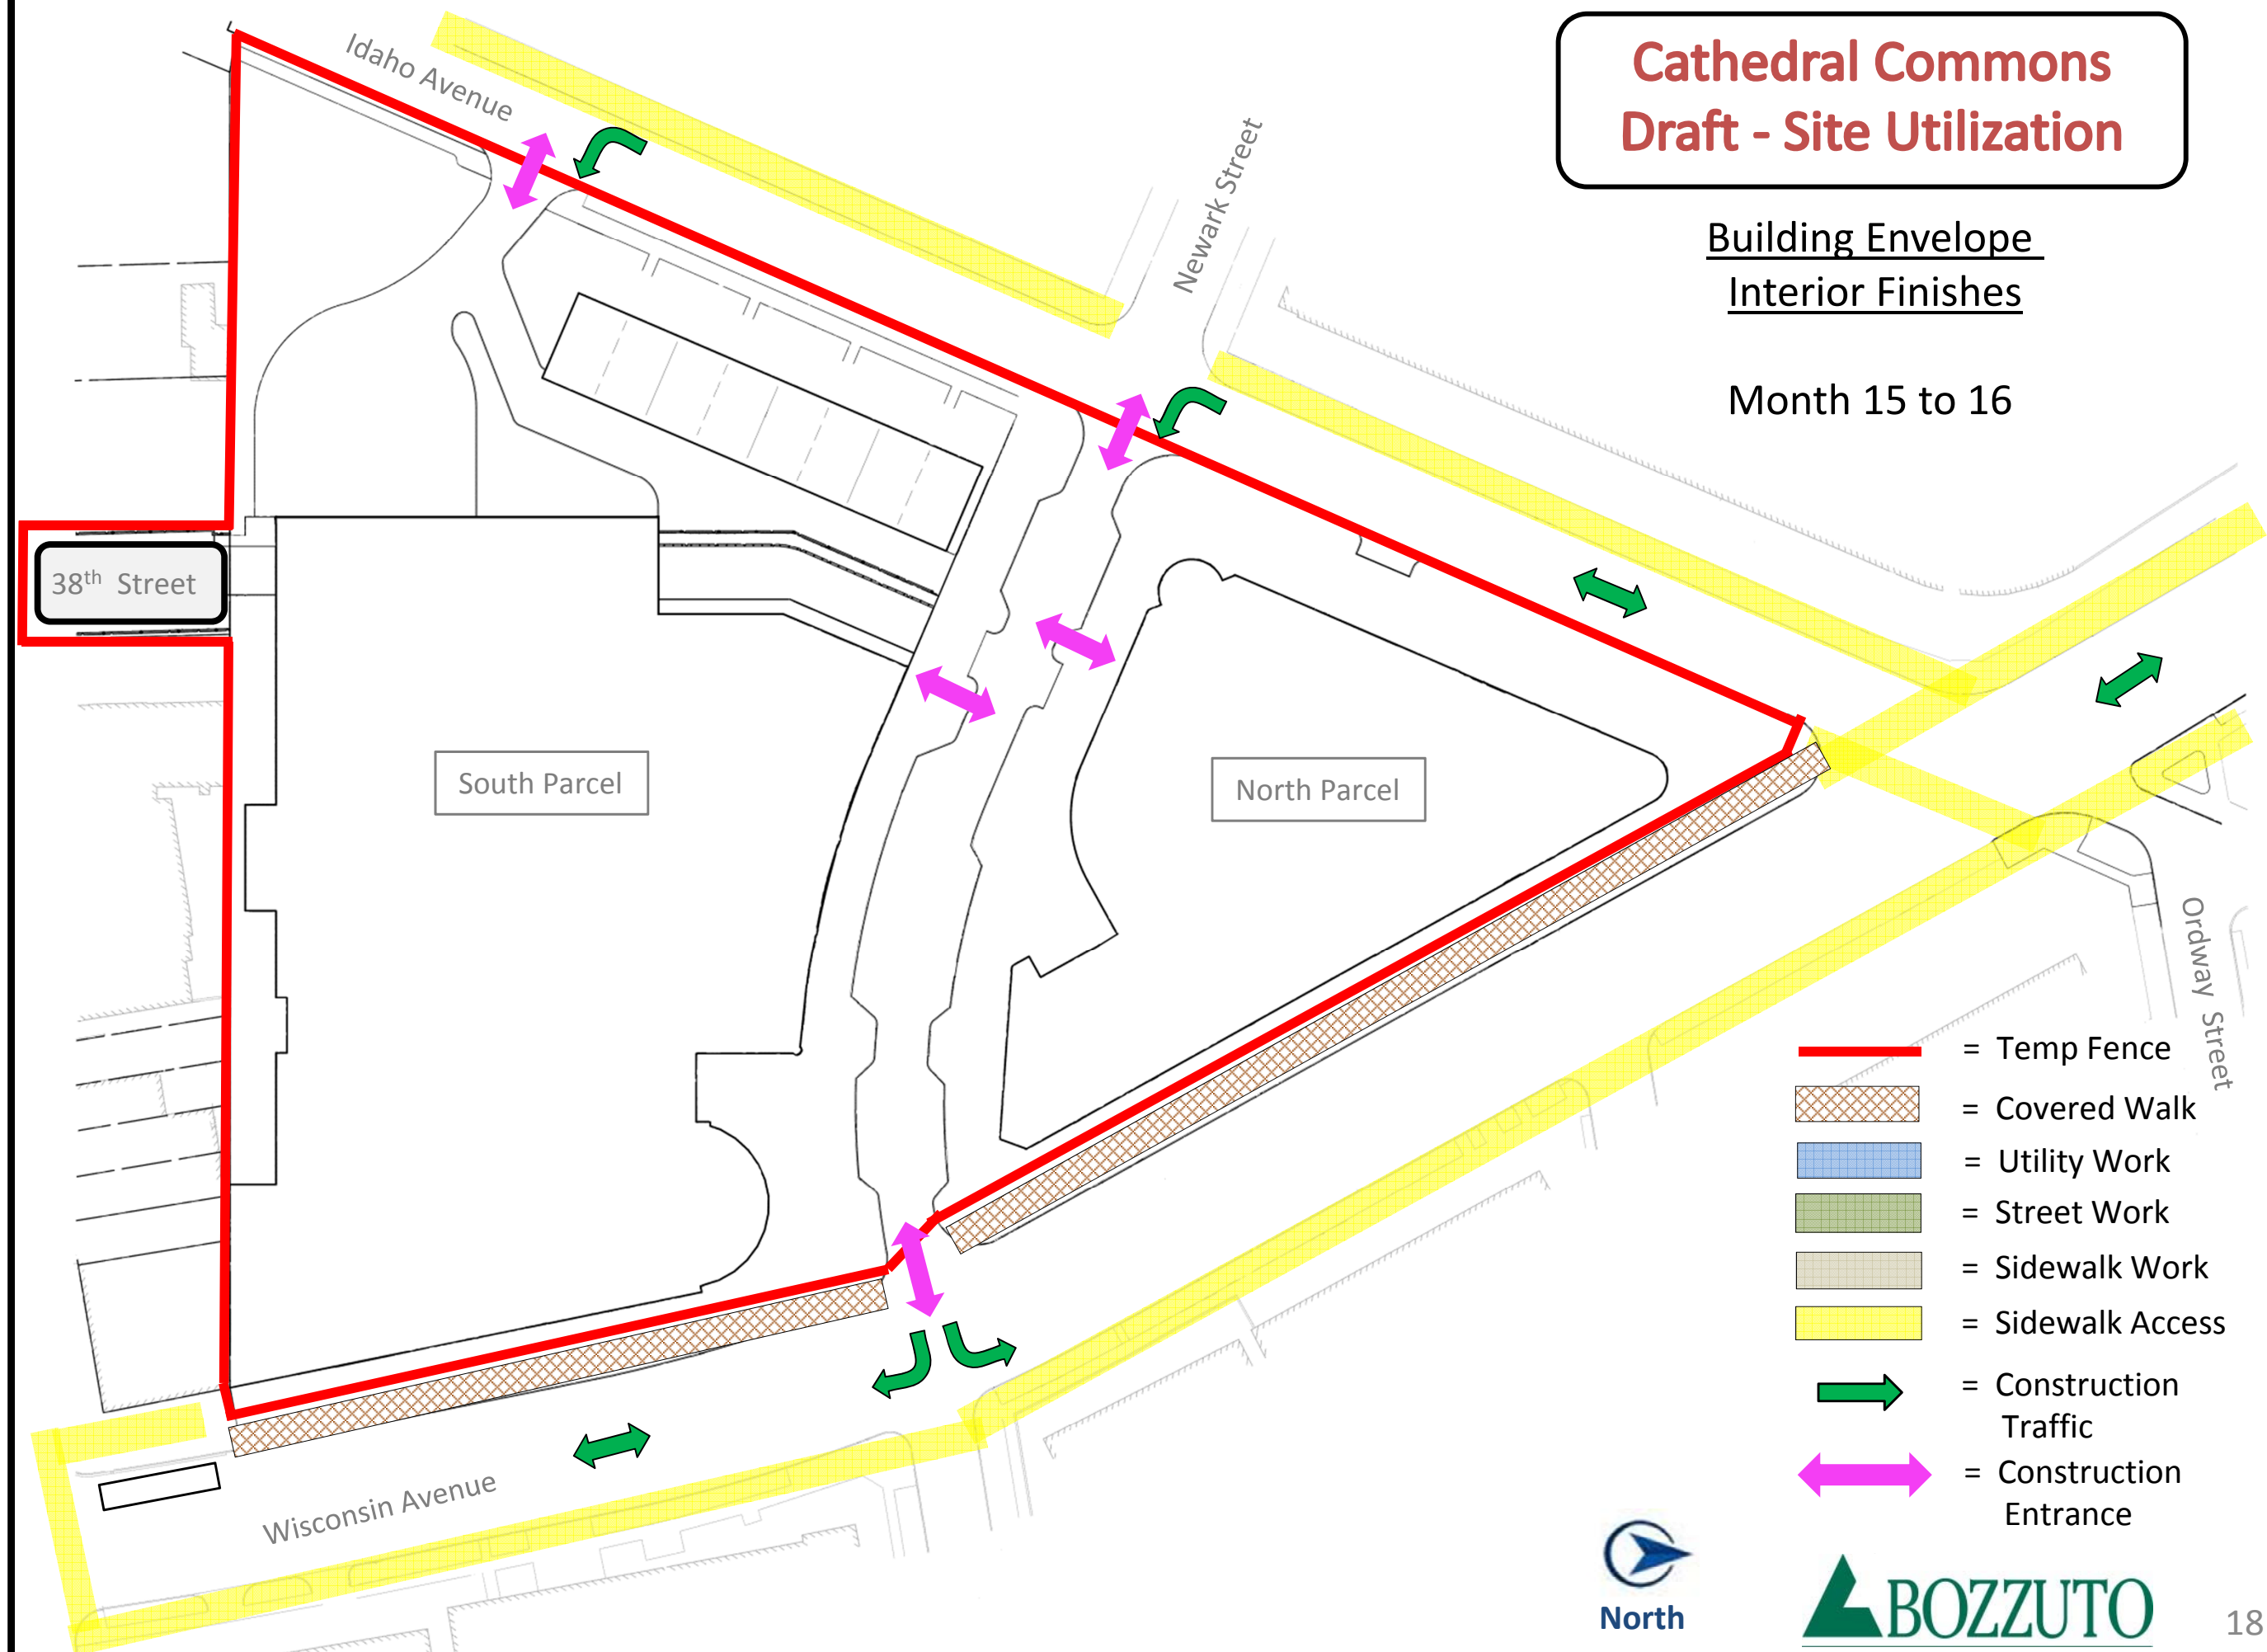 Cathedral Commons
Draft - Site Utilization
Building Envelope
Interior Finishes
Month 15 to 16
Idaho Avenue
Newark Street
38th Street
South Parcel
North Parcel
Ordway Street
Wisconsin Avenue
= Temp Fence
= Covered Walk
= Utility Work
= Street Work
= Sidewalk Work
= Sidewalk Access
= Construction
Traffic
= Construction
Entrance
North
BOZZUTO
18